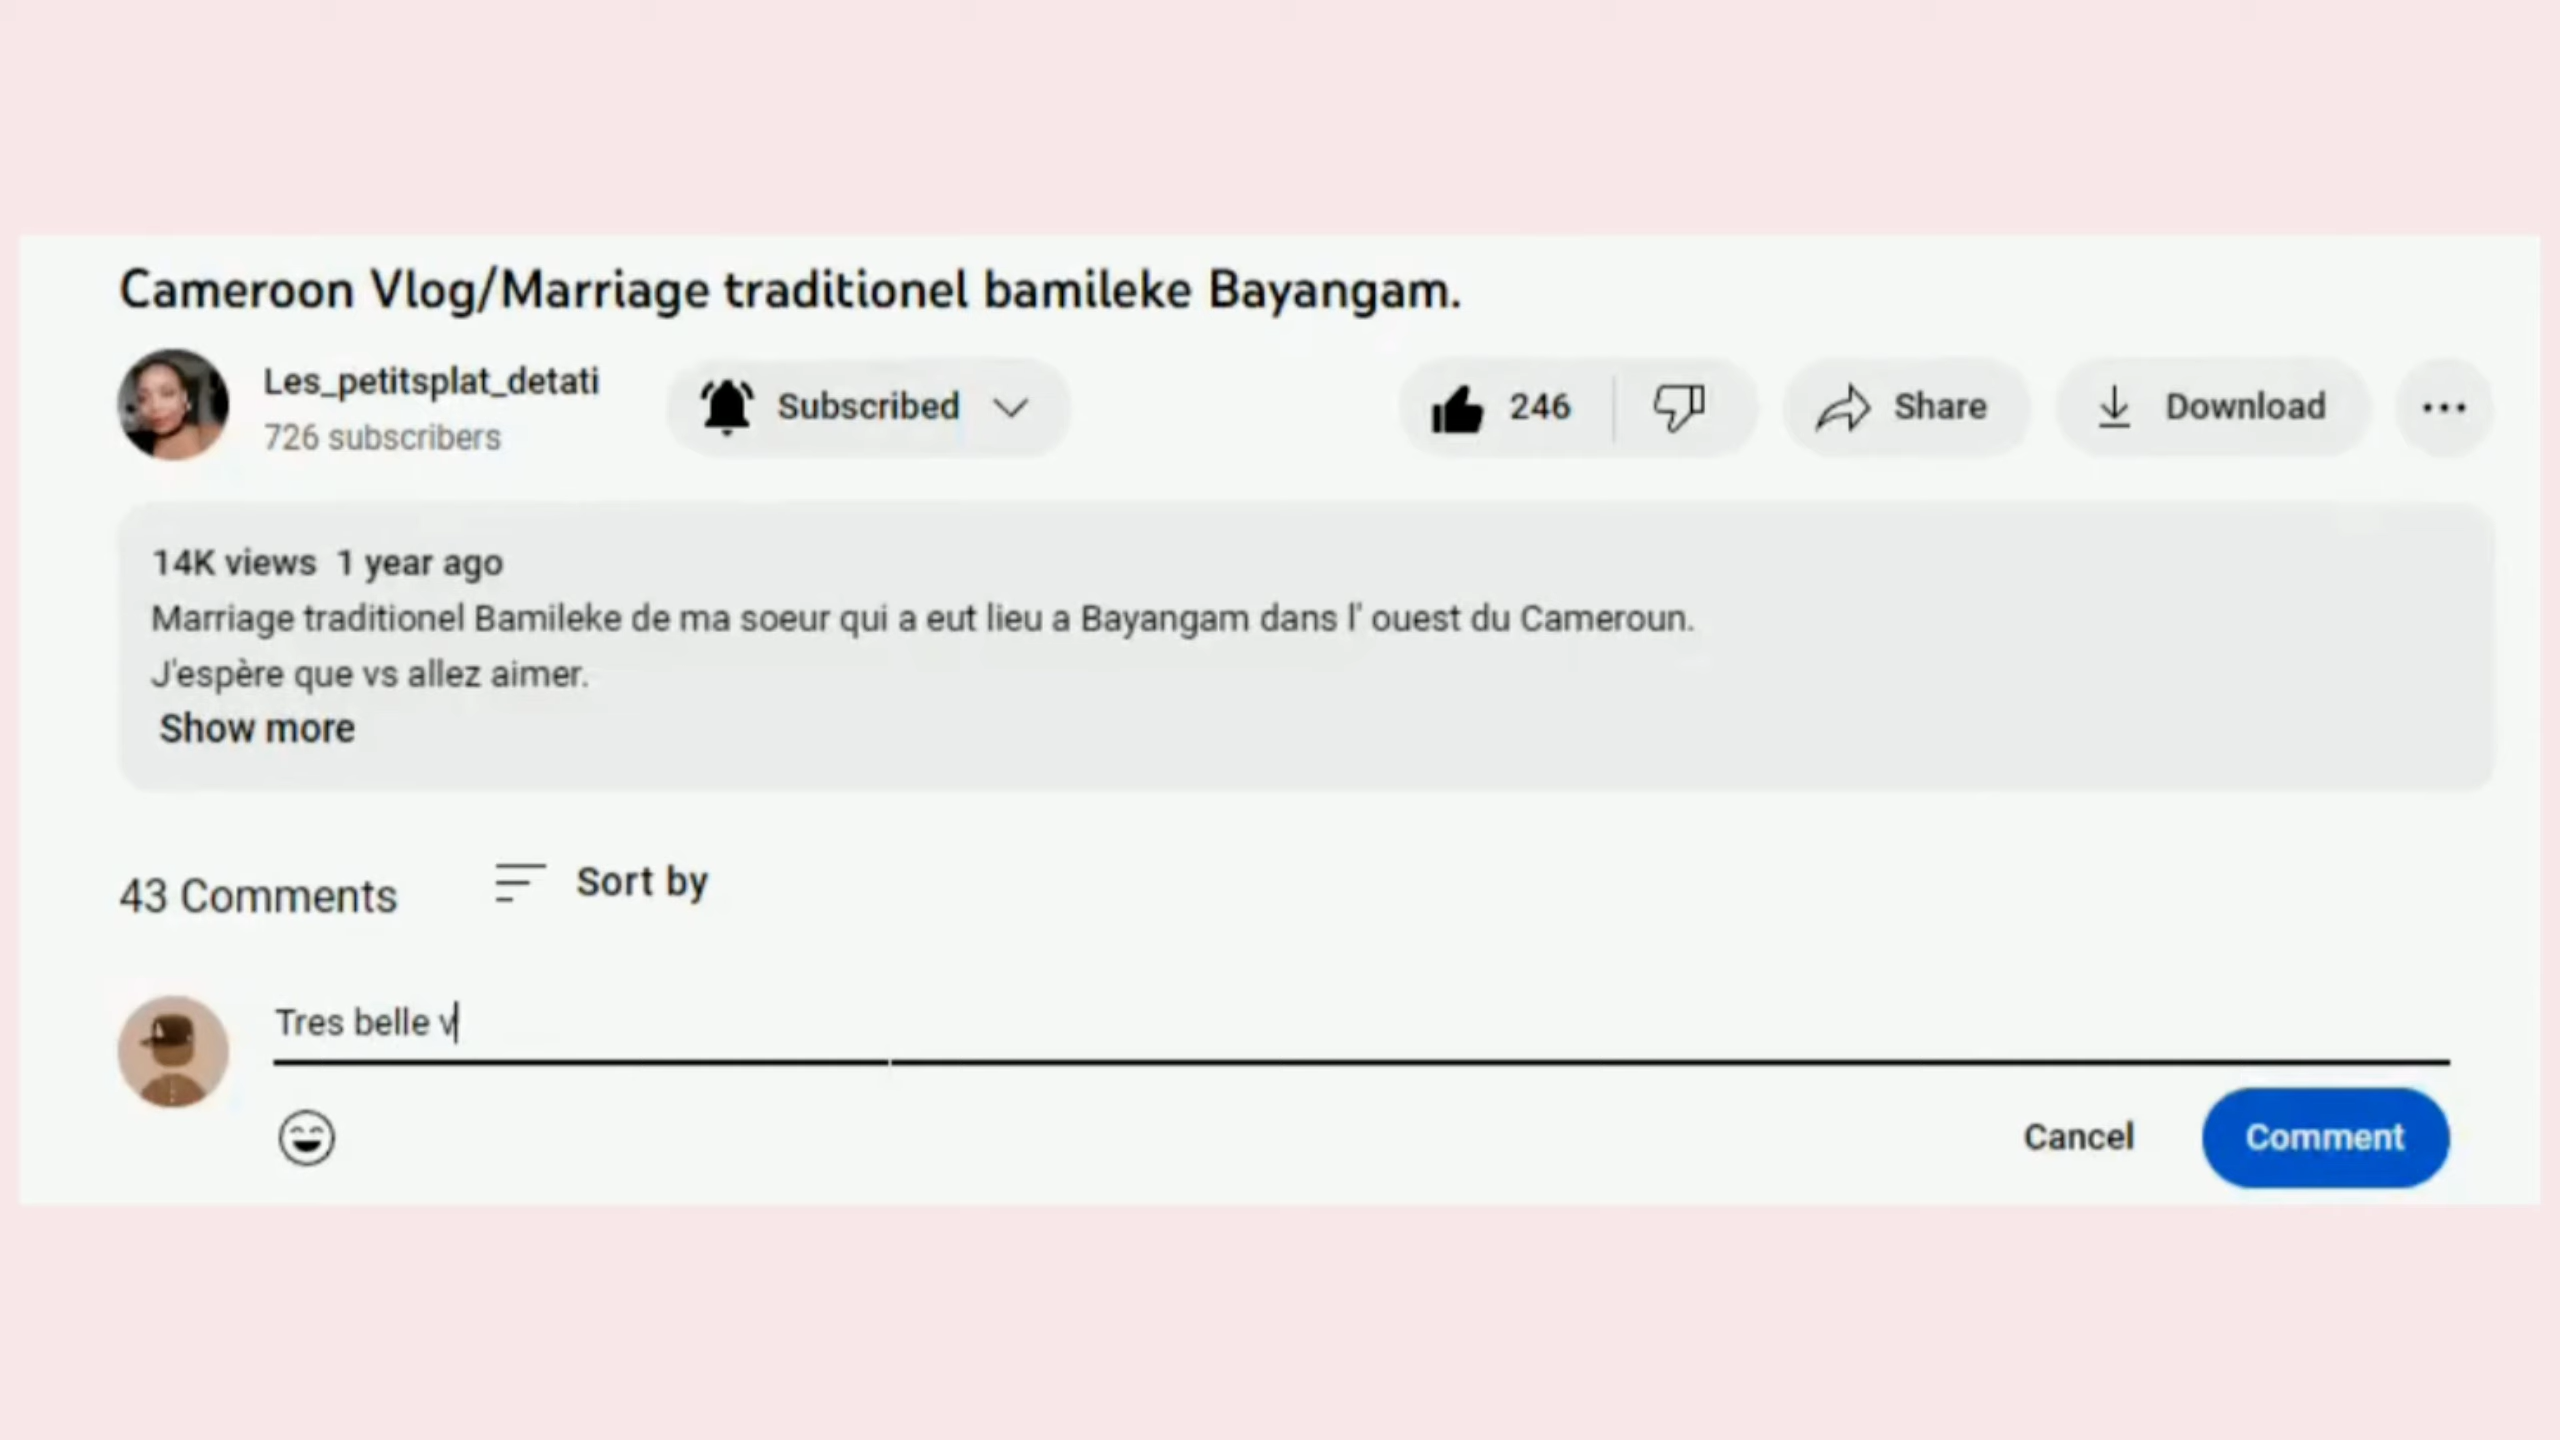 Cameroon Vlog/Marriage traditionel bamileke Bayangam.
Les_petitsplat_detati
726 subscribers
Subscribed
246
Share
Download
14K views 1 year ago
Marriage traditionel Bamileke de ma soeur qui a eut lieu a Bayangam dans l' ouest du Cameroun.
J'espère que vs allez aimer.
Show more
43 Comments
Sort by
Tres belle v
Cancel
Comment